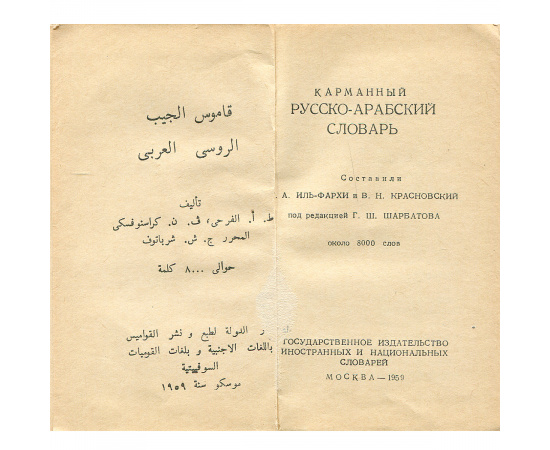 قاموس الجيب
الروسى العربى
تأليف
ط. أ. الفرحى، ف. ن. كراسنوفسكى
المحرر ج. ش. شرباتوف
حوالى ٨٠٠٠ كلمة
ر الدولة لطبع و نشر القواميس
باللغات الاجنبية و بلغات القوميات
السوفييتية
موسكو سنة ١٩٥٩
КАРМАННЫЙ
РУССКО-АРАБСКИЙ
СЛОВАРЬ
Составили
. А. ИЛЬ-ФАРХИ и В. Н. КРАСНОВСКИЙ
под редакцией Г. Ш. ШАРБАТОВА
около 8000 слов
ГОСУДАРСТВЕННОЕ ИЗДАТЕЛЬСТВО
ИНОСТРАННЫХ И НАЦИОНАЛЬНЫХ
СЛОВАРЕЙ
МОСКВА — 1959